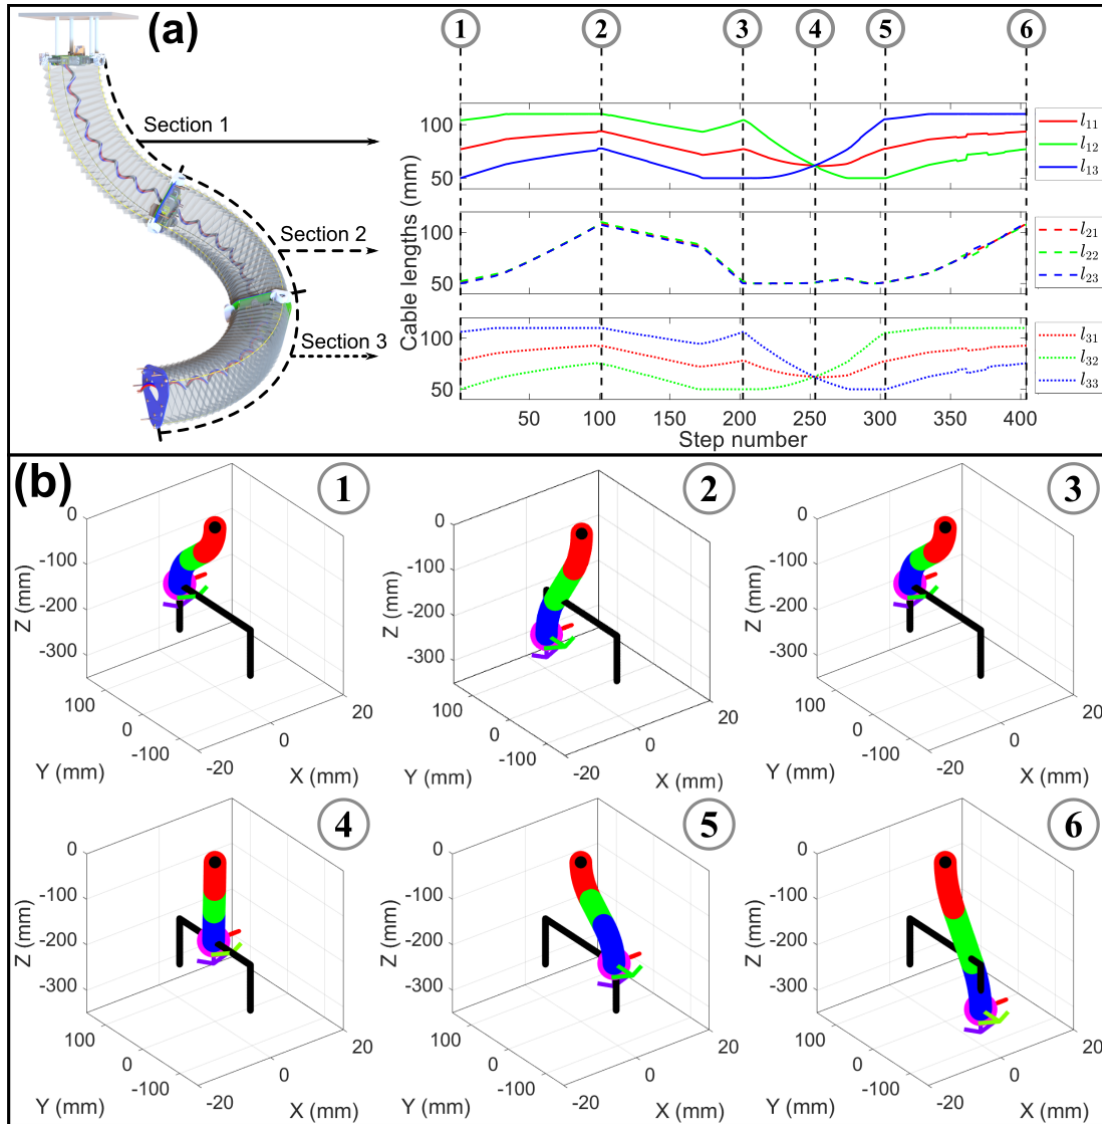 (a)
1 2 3 4 5 6
Section 1
Section 2
Section 3
Cable lengths (mm)
100
50
l11
l12
l13
100
50
l21
l22
l23
100
50
l31
l32
l33
50 100 150 200 250 300 350 400
Step number
(b)
1
0
-100
-200
-300
Z (mm)
100
0
-100
Y (mm)
-20
0
20
X (mm)
2
0
-100
-200
-300
Z (mm)
100
0
-100
Y (mm)
-20
0
20
X (mm)
3
0
-100
-200
-300
Z (mm)
100
0
-100
Y (mm)
-20
0
20
X (mm)
4
0
-100
-200
-300
Z (mm)
100
0
-100
Y (mm)
-20
0
20
X (mm)
5
0
-100
-200
-300
Z (mm)
100
0
-100
Y (mm)
-20
0
20
X (mm)
6
0
-100
-200
-300
Z (mm)
100
0
-100
Y (mm)
-20
0
20
X (mm)